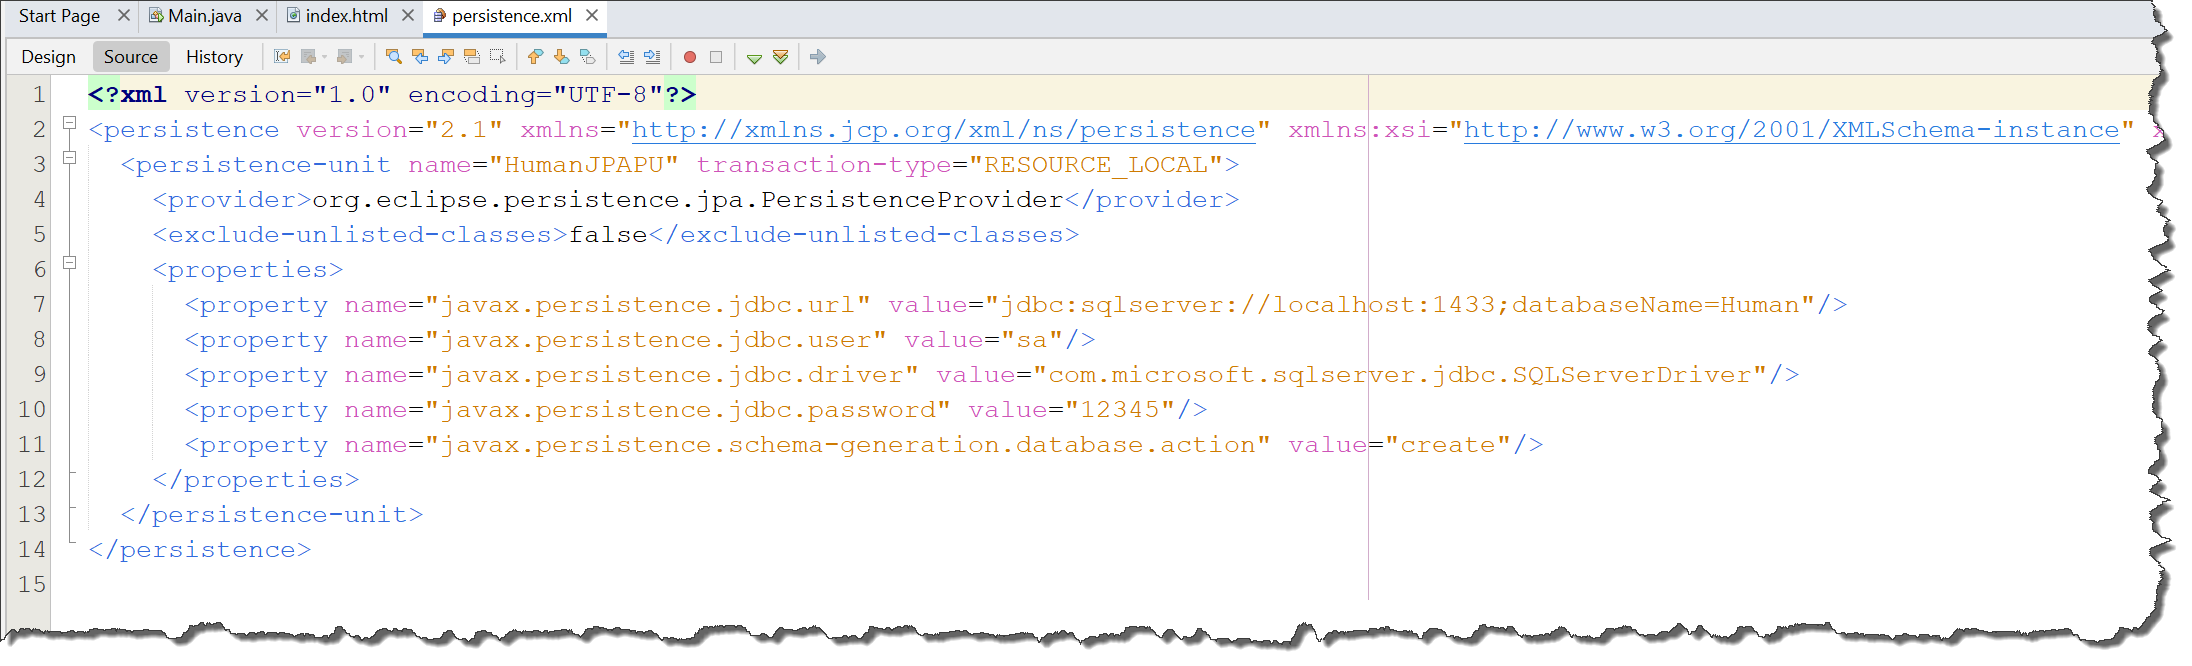 Start Page Main.java index.html persistence.xml
Design Source History
1 <?xml version="1.0" encoding="UTF-8"?>
2 <persistence version="2.1" xmlns="http://xmlns.jcp.org/xml/ns/persistence" xmlns:xsi="http://www.w3.org/2001/XMLSchema-instance"
3 <persistence-unit name="HumanJPAPU" transaction-type="RESOURCE_LOCAL">
4 <provider>org.eclipse.persistence.jpa.PersistenceProvider</provider>
5 <exclude-unlisted-classes>false</exclude-unlisted-classes>
6 <properties>
7 <property name="javax.persistence.jdbc.url" value="jdbc:sqlserver://localhost:1433;databaseName=Human"/>
8 <property name="javax.persistence.jdbc.user" value="sa"/>
9 <property name="javax.persistence.jdbc.driver" value="com.microsoft.sqlserver.jdbc.SQLServerDriver"/>
10 <property name="javax.persistence.jdbc.password" value="12345"/>
11 <property name="javax.persistence.schema-generation.database.action" value="create"/>
12 </properties>
13 </persistence-unit>
14 </persistence>
15